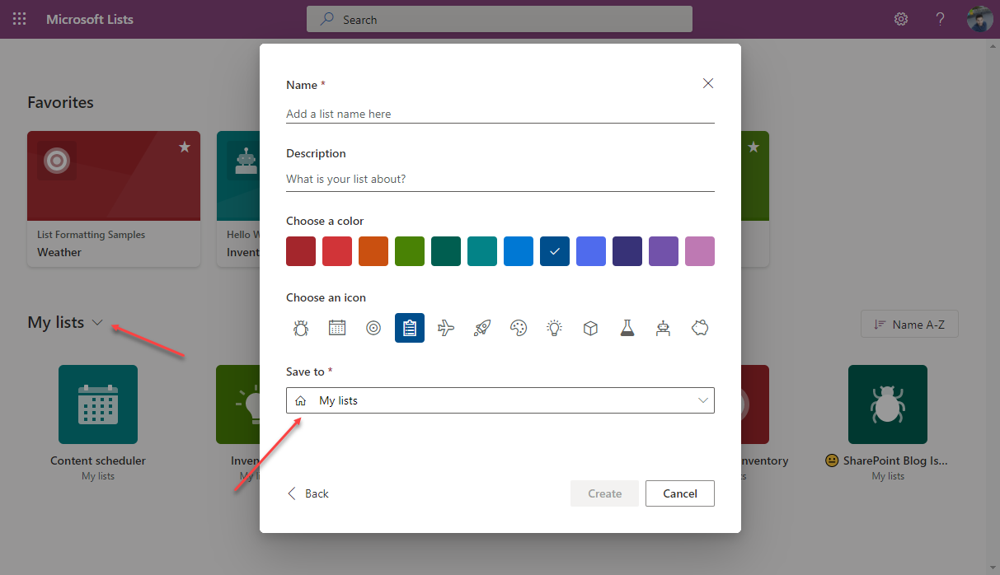 Microsoft Lists
Search
Name *
Add a list name here
Description
What is your list about?
Choose a color
Choose an icon
Save to *
My lists
Back
Create
Cancel
Favorites
List Formatting Samples
Weather
Hello W
Invent
My lists
Name A-Z
Content scheduler
My lists
Inven
My li
nventory
ts
SharePoint Blog Is...
My lists